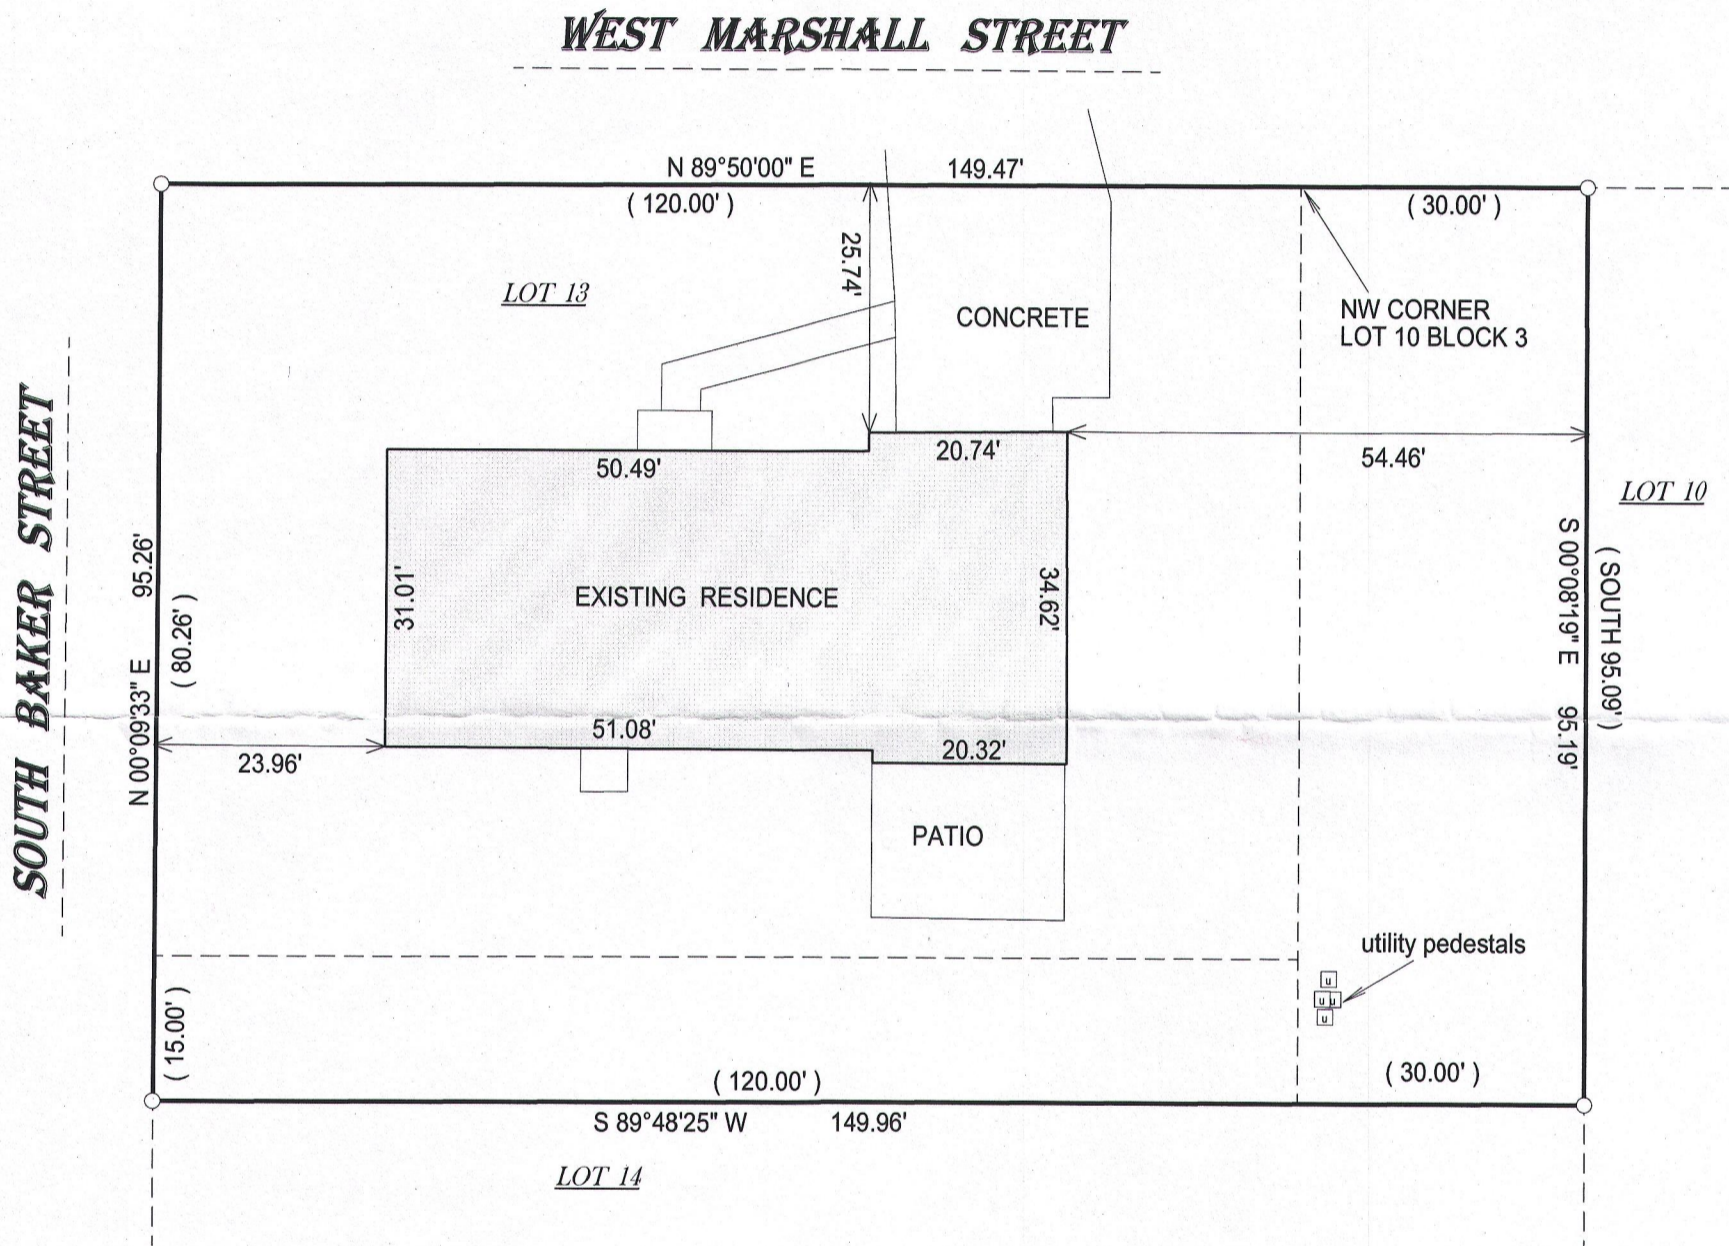 WEST MARSHALL STREET
N 89°50'00" E 149.47'
( 120.00' )
( 30.00' )
25.74'
LOT 13
CONCRETE
NW CORNER
LOT 10 BLOCK 3
50.49'
20.74'
54.46'
LOT 10
SOUTH BAKER STREET
N 00°09'33" E 95.26'
( 80.26' )
31.01'
EXISTING RESIDENCE
34.62'
S 00°08'19" E 95.19'
( SOUTH 95.09' )
51.08'
20.32'
23.96'
PATIO
utility pedestals
u
u u
u
( 15.00' )
( 120.00' )
( 30.00' )
S 89°48'25" W 149.96'
LOT 14